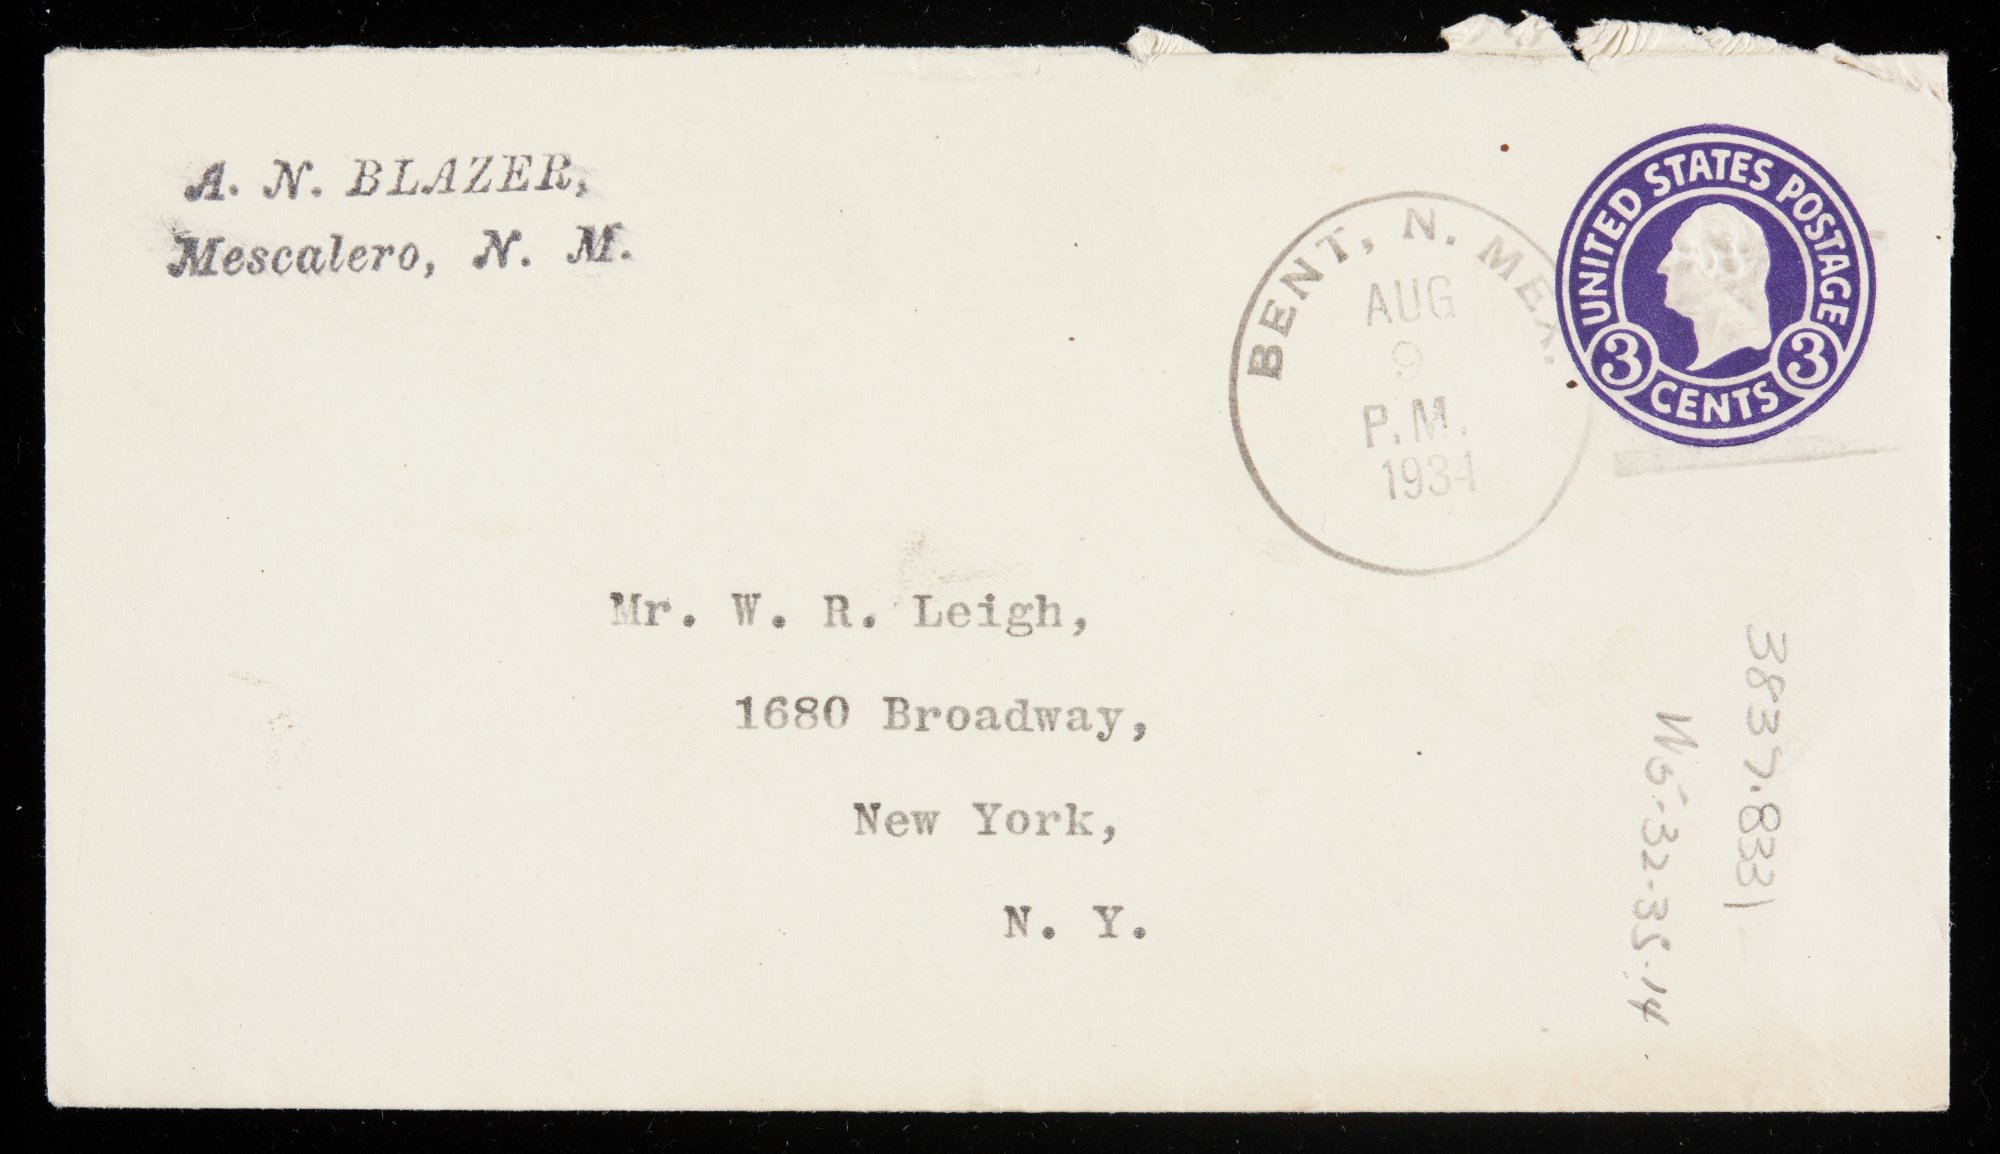 A. N. BLAZER,
Mescalero, N. M.
BENT, N. MEX.
AUG
9
P.M.
1934
UNITED STATES POSTAGE
3 CENTS 3
Mr. W. R. Leigh,
1680 Broadway,
New York,
N. Y.
3837.8331
WS-32-35-14